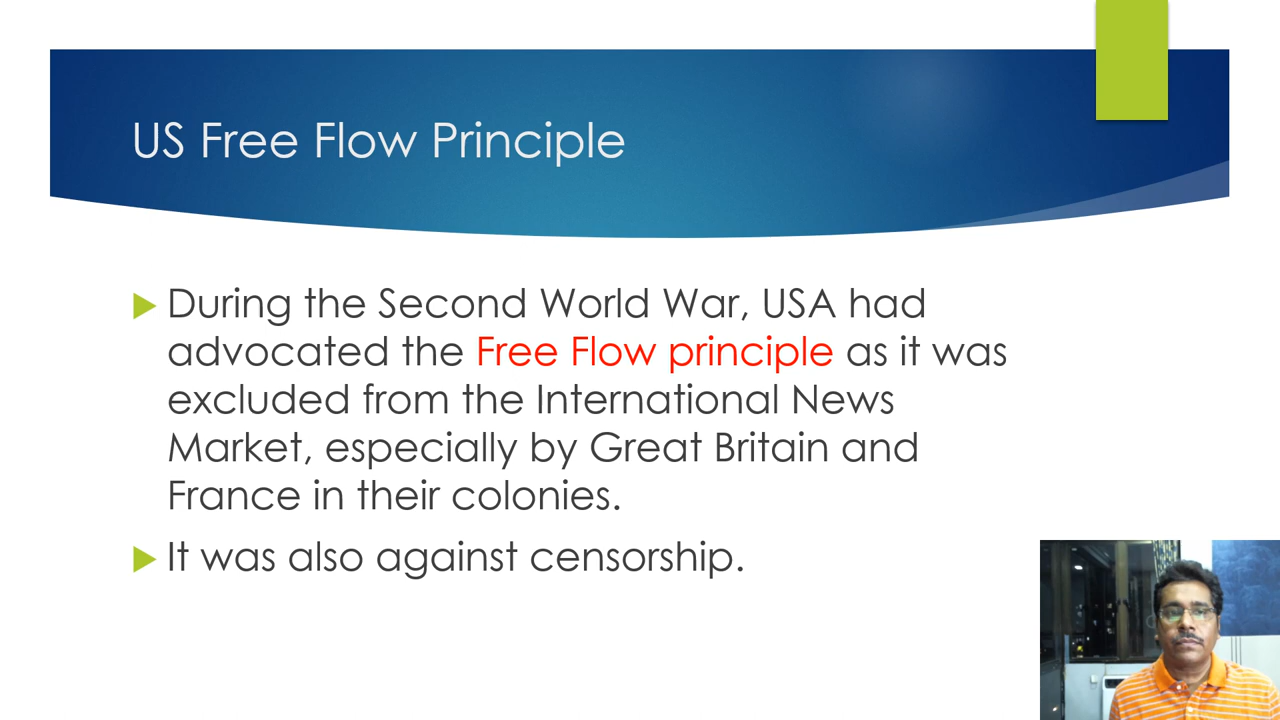 US Free Flow Principle
During the Second World War, USA had
advocated the Free Flow principle as it was
excluded from the International News
Market, especially by Great Britain and
France in their colonies.
It was also against censorship.